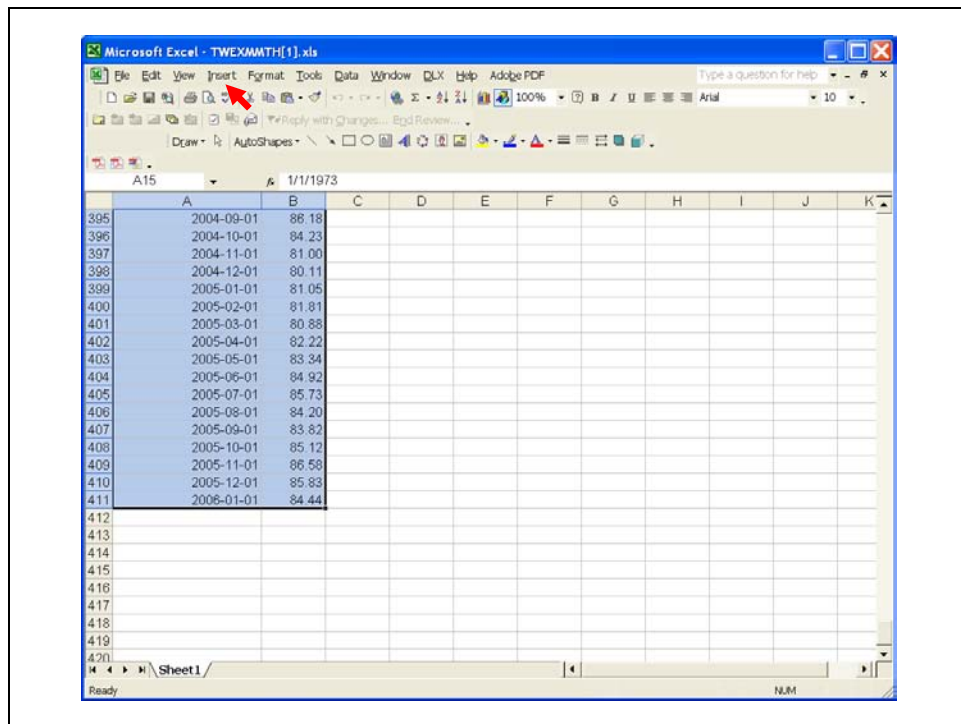 Microsoft Excel - TWEXMMTH[1].xls
File Edit View Insert Format Tools Data Window DLX Help Adobe PDF Type a question for help
100% Arial 10
Reply with Changes... End Review...
Draw AutoShapes
A15 fx 1/1/1973
A B C D E F G H I J K
395 2004-09-01 86.18
396 2004-10-01 84.23
397 2004-11-01 81.00
398 2004-12-01 80.11
399 2005-01-01 81.05
400 2005-02-01 81.81
401 2005-03-01 80.88
402 2005-04-01 82.22
403 2005-05-01 83.34
404 2005-06-01 84.92
405 2005-07-01 85.73
406 2005-08-01 84.20
407 2005-09-01 83.82
408 2005-10-01 85.12
409 2005-11-01 86.58
410 2005-12-01 85.83
411 2006-01-01 84.44
412
413
414
415
416
417
418
419
420
Sheet1
Ready NUM